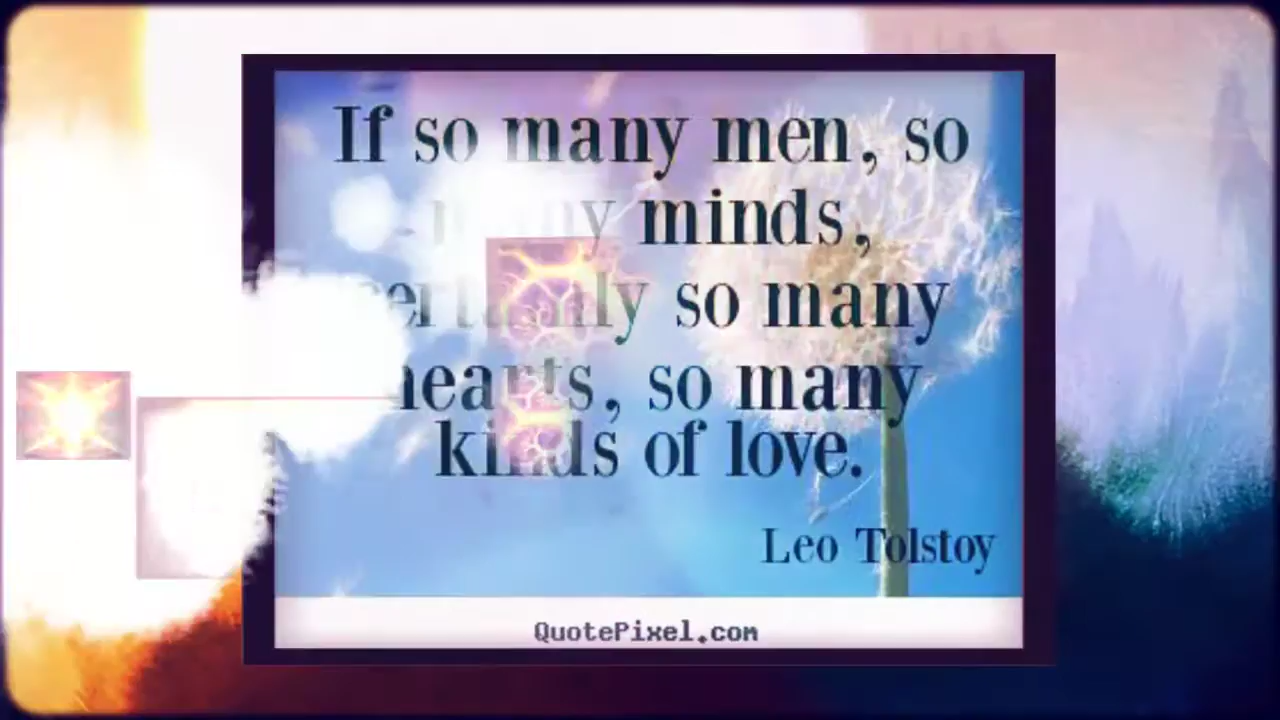 If so many men, so
many minds,
certainly so many
hearts, so many
kinds of love.
Leo Tolstoy
QuotePixel.com